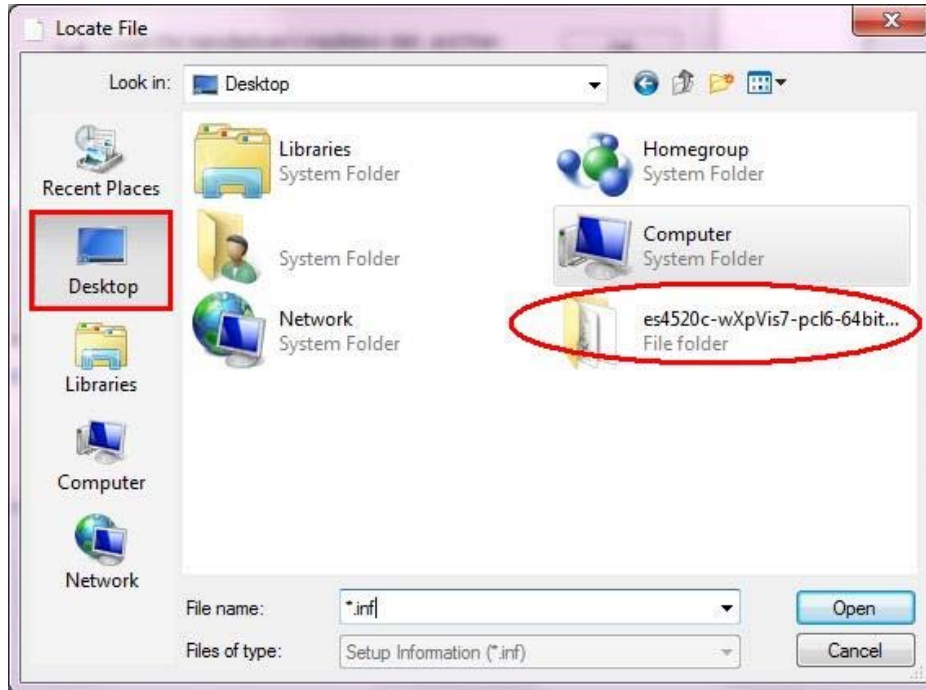 Locate File
Look in:
Desktop
Recent Places
Desktop
Libraries
Computer
Network
Libraries
System Folder
Homegroup
System Folder
System Folder
Computer
System Folder
Network
System Folder
es4520c-wXpVis7-pcl6-64bit...
File folder
File name:
*.inf
Open
Files of type:
Setup Information (*.inf)
Cancel